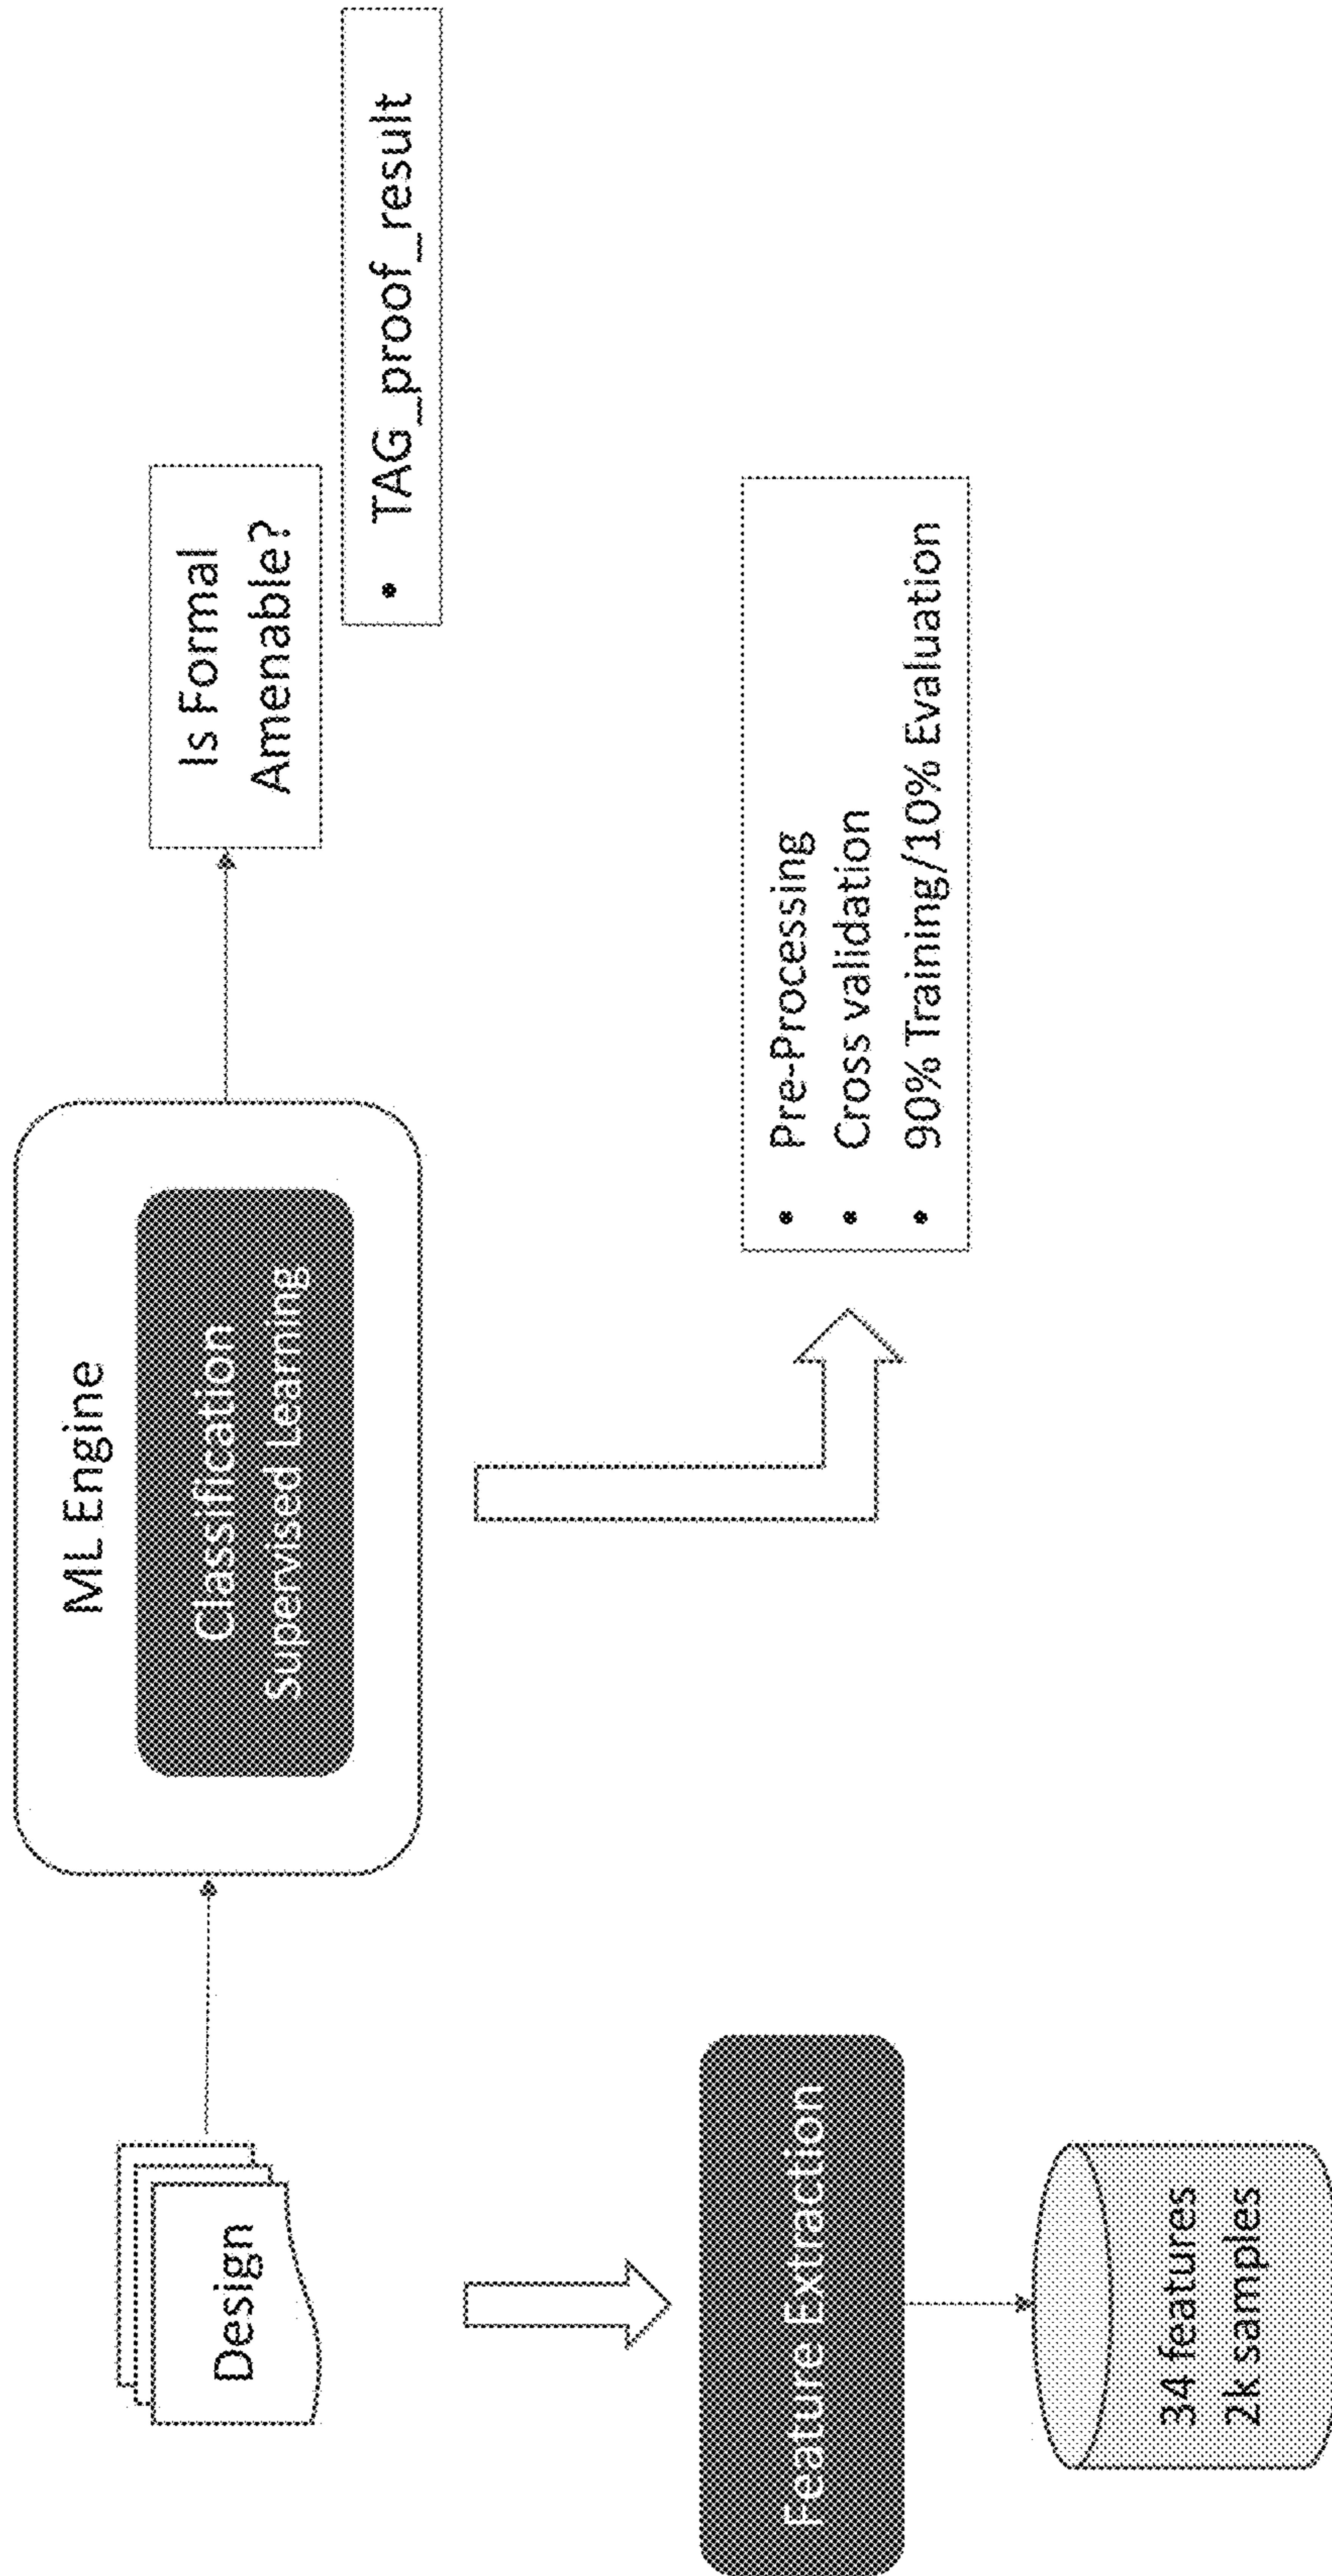 Design
ML Engine
Classification
Supervised Learning
Is Formal
Amenable?
• TAG_proof_result
Feature Extraction
34 features
2k samples
• Pre-Processing
• Cross validation
• 90% Training/10% Evaluation